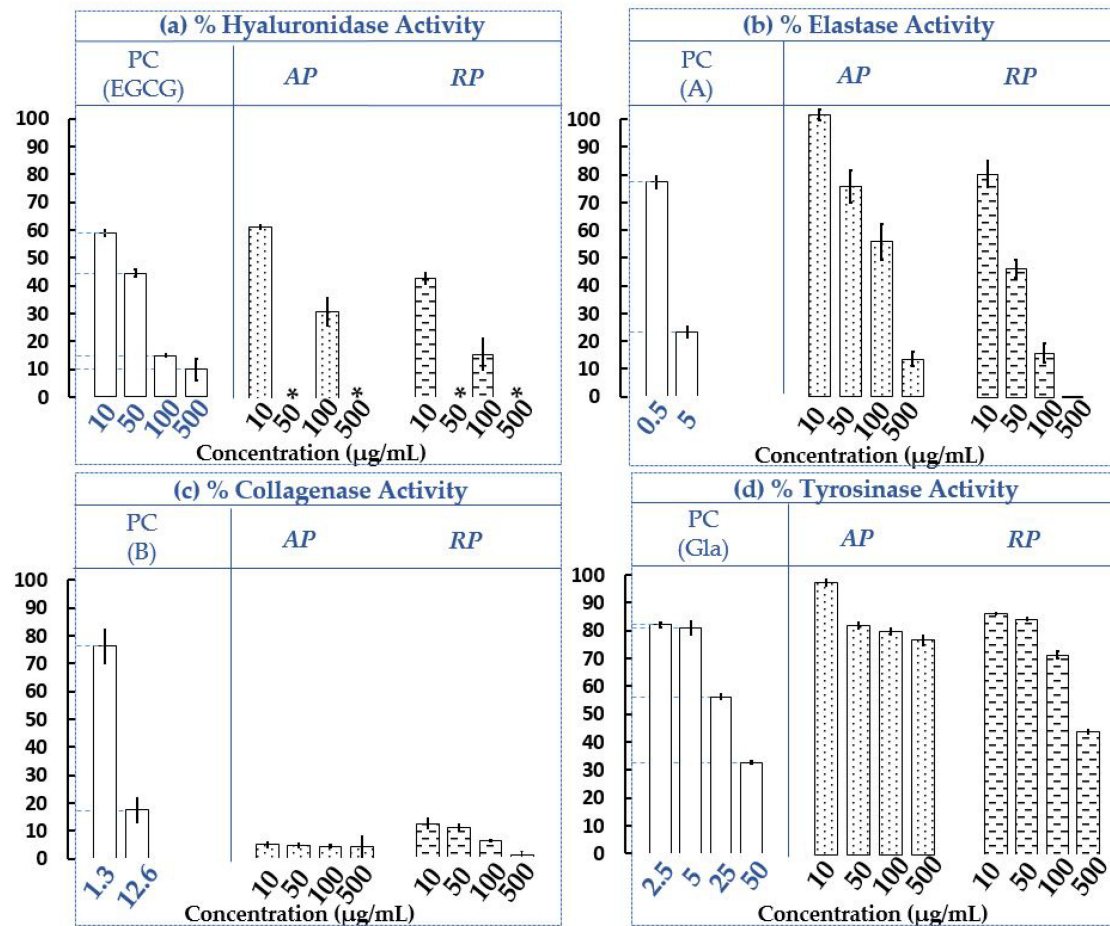 (a) % Hyaluronidase Activity
PC
(EGCG)
AP
RP
100
90
80
70
60
50
40
30
20
10
0
10 50 100 500
10 50 * 100 500 *
10 50 * 100 500 *
Concentration (µg/mL)
(b) % Elastase Activity
PC
(A)
AP
RP
100
90
80
70
60
50
40
30
20
10
0
0.5 5
10 50 100 500
10 50 100 500
Concentration (µg/mL)
(c) % Collagenase Activity
PC
(B)
AP
RP
100
90
80
70
60
50
40
30
20
10
0
1.3 12.6
10 50 100 500
10 50 100 500
Concentration (µg/mL)
(d) % Tyrosinase Activity
PC
(Gla)
AP
RP
100
90
80
70
60
50
40
30
20
10
0
2.5 5 25 50
10 50 100 500
10 50 100 500
Concentration (µg/mL)